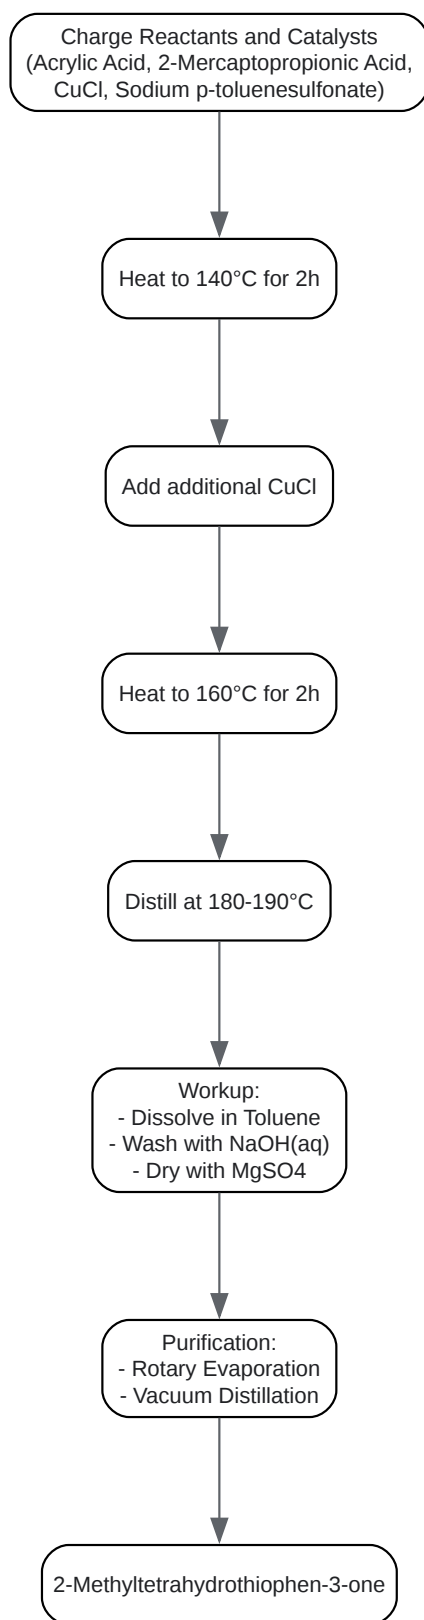 Charge Reactants and Catalysts
(Acrylic Acid, 2-Mercaptopropionic Acid,
CuCl, Sodium p-toluenesulfonate)
Heat to 140°C for 2h
Add additional CuCl
Heat to 160°C for 2h
Distill at 180-190°C
Workup:
- Dissolve in Toluene
- Wash with NaOH(aq)
- Dry with MgSO4
Purification:
- Rotary Evaporation
- Vacuum Distillation
2-Methyltetrahydrothiophen-3-one